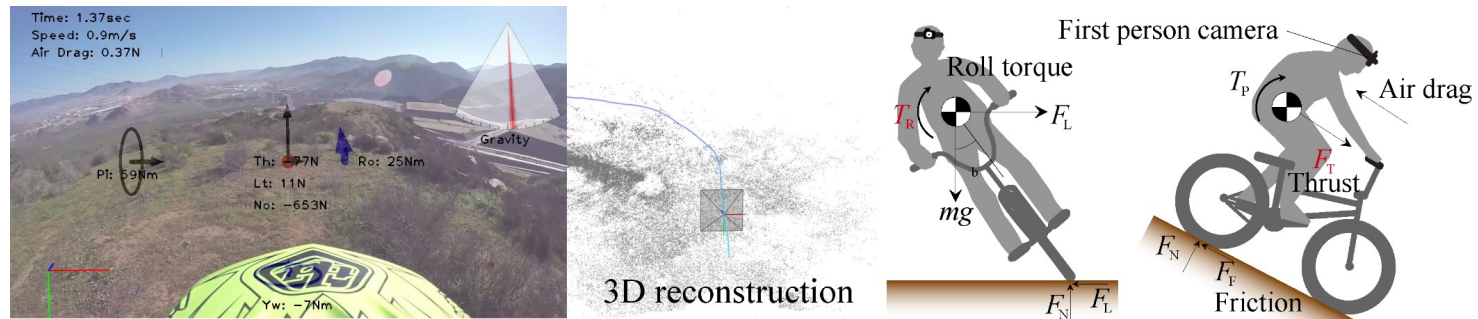 Time: 1.37sec
Speed: 0.9m/s
Air Drag: 0.37N
Gravity
Th: -77N
Pi: 59Nm
Ro: 25Nm
Lt: 11N
No: -653N
Yw: -7Nm
3D reconstruction
Roll torque
T_R
F_L
b
mg
F_N
F_L
First person camera
T_P
Air drag
F_T
Thrust
F_N
F_F
Friction